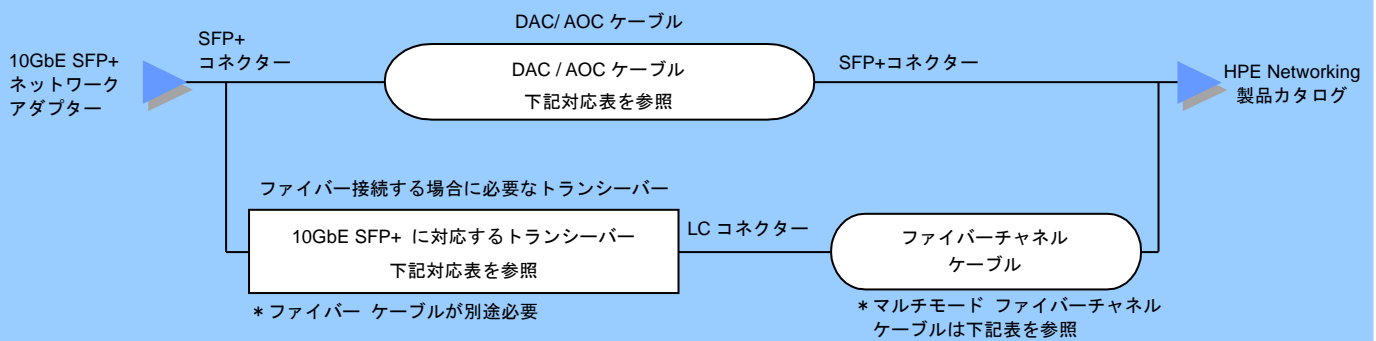 DAC/ AOC ケーブル
10GbE SFP+
ネットワーク
アダプター
SFP+
コネクター
DAC / AOC ケーブル
下記対応表を参照
SFP+コネクター
HPE Networking
製品カタログ
ファイバー接続する場合に必要なトランシーバー
10GbE SFP+ に対応するトランシーバー
下記対応表を参照
LC コネクター
ファイバーチャネル
ケーブル
*ファイバー ケーブルが別途必要
*マルチモード ファイバーチャネル
ケーブルは下記表を参照